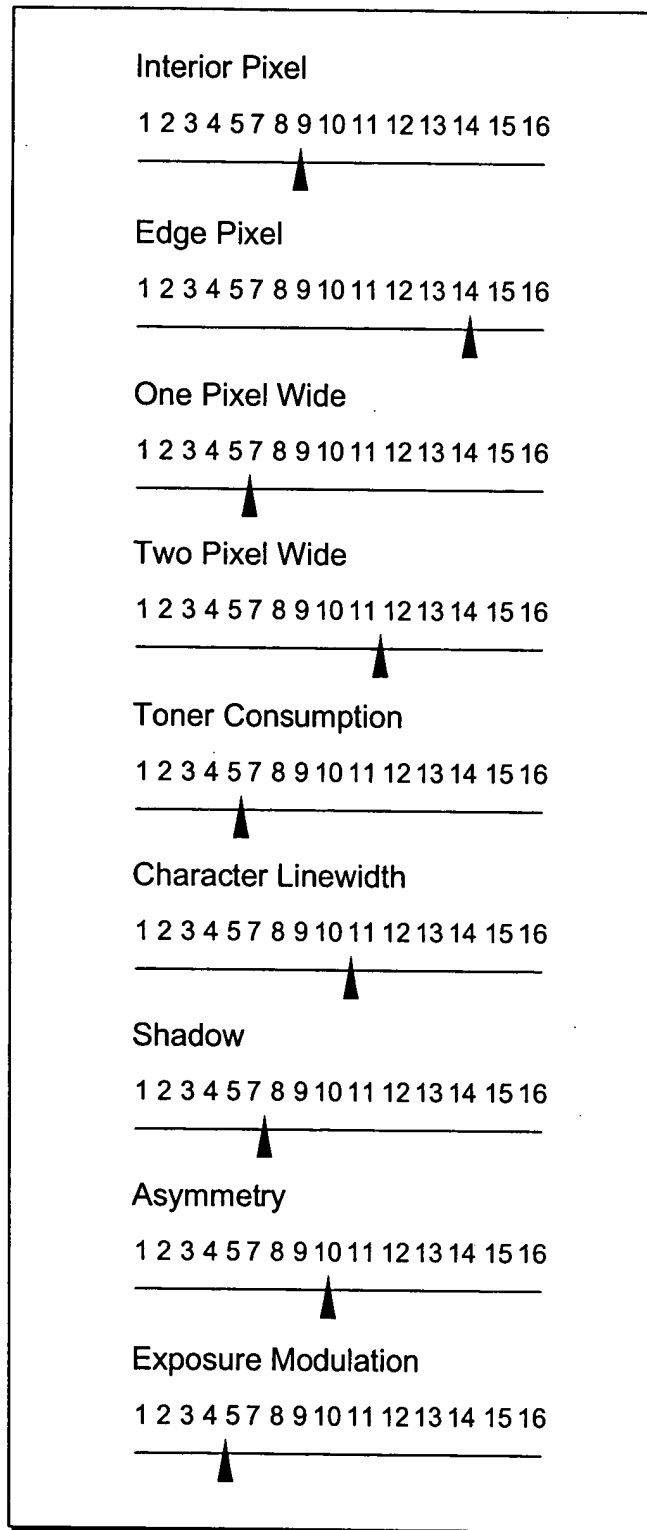 Interior Pixel
1 2 3 4 5 7 8 9 10 11 12 13 14 15 16
Edge Pixel
1 2 3 4 5 7 8 9 10 11 12 13 14 15 16
One Pixel Wide
1 2 3 4 5 7 8 9 10 11 12 13 14 15 16
Two Pixel Wide
1 2 3 4 5 7 8 9 10 11 12 13 14 15 16
Toner Consumption
1 2 3 4 5 7 8 9 10 11 12 13 14 15 16
Character Linewidth
1 2 3 4 5 7 8 9 10 11 12 13 14 15 16
Shadow
1 2 3 4 5 7 8 9 10 11 12 13 14 15 16
Asymmetry
1 2 3 4 5 7 8 9 10 11 12 13 14 15 16
Exposure Modulation
1 2 3 4 5 7 8 9 10 11 12 13 14 15 16